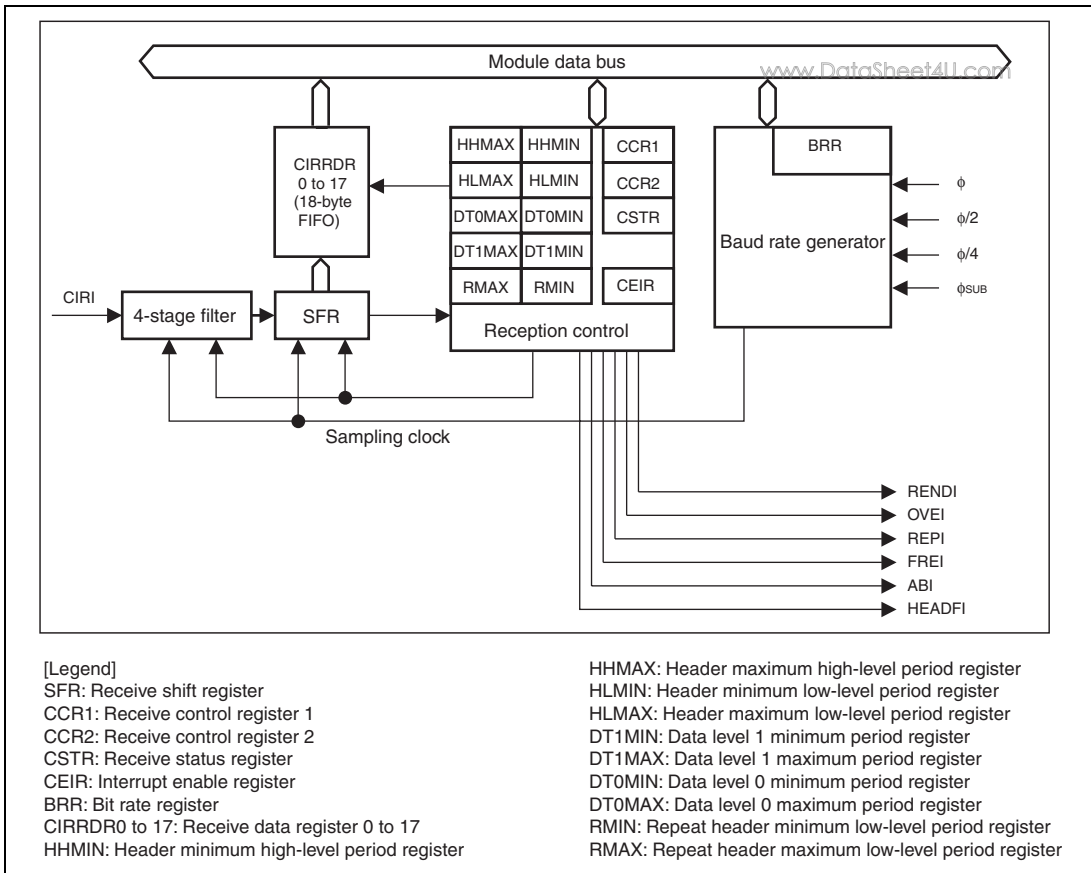 Module data bus
www.DataSheet4U.com
CIRRDR
0 to 17
(18-byte
FIFO)
HHMAX HHMIN CCR1
HLMAX HLMIN CCR2
DT0MAX DT0MIN CSTR
DT1MAX DT1MIN
RMAX RMIN CEIR
Reception control
BRR
Baud rate generator
ϕ
ϕ/2
ϕ/4
ϕSUB
CIRI
4-stage filter
SFR
Sampling clock
RENDI
OVEI
REPI
FREI
ABI
HEADFI
[Legend]
SFR: Receive shift register
CCR1: Receive control register 1
CCR2: Receive control register 2
CSTR: Receive status register
CEIR: Interrupt enable register
BRR: Bit rate register
CIRRDR0 to 17: Receive data register 0 to 17
HHMIN: Header minimum high-level period register
HHMAX: Header maximum high-level period register
HLMIN: Header minimum low-level period register
HLMAX: Header maximum low-level period register
DT1MIN: Data level 1 minimum period register
DT1MAX: Data level 1 maximum period register
DT0MIN: Data level 0 minimum period register
DT0MAX: Data level 0 maximum period register
RMIN: Repeat header minimum low-level period register
RMAX: Repeat header maximum low-level period register